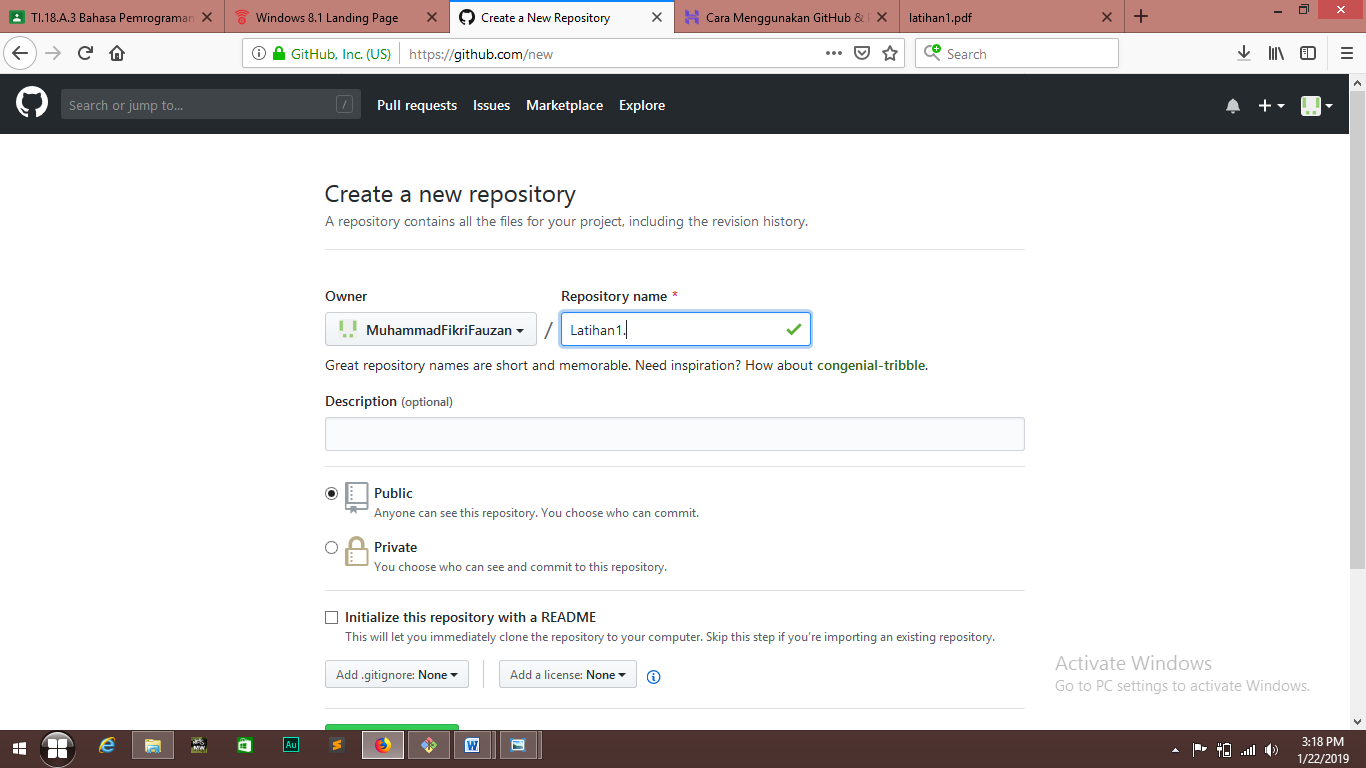 TI.18.A.3 Bahasa Pemrograman
Windows 8.1 Landing Page
Create a New Repository
Cara Menggunakan GitHub &
latihan1.pdf
GitHub, Inc. (US)
https://github.com/new
Search
Search or jump to...
/
Pull requests
Issues
Marketplace
Explore
Create a new repository
A repository contains all the files for your project, including the revision history.
Owner
Repository name *
MuhammadFikriFauzan
/
Latihan1.
Great repository names are short and memorable. Need inspiration? How about congenial-tribble.
Description (optional)
Public
Anyone can see this repository. You choose who can commit.
Private
You choose who can see and commit to this repository.
Initialize this repository with a README
This will let you immediately clone the repository to your computer. Skip this step if you’re importing an existing repository.
Add .gitignore: None
Add a license: None
Activate Windows
Go to PC settings to activate Windows.
Au
3:18 PM
1/22/2019